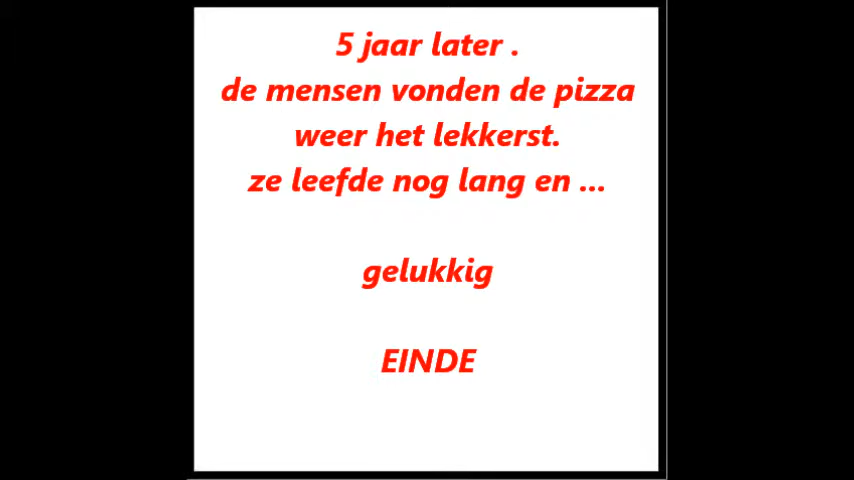 5 jaar later .
de mensen vonden de pizza
weer het lekkerst.
ze leefde nog lang en ...
gelukkig
EINDE